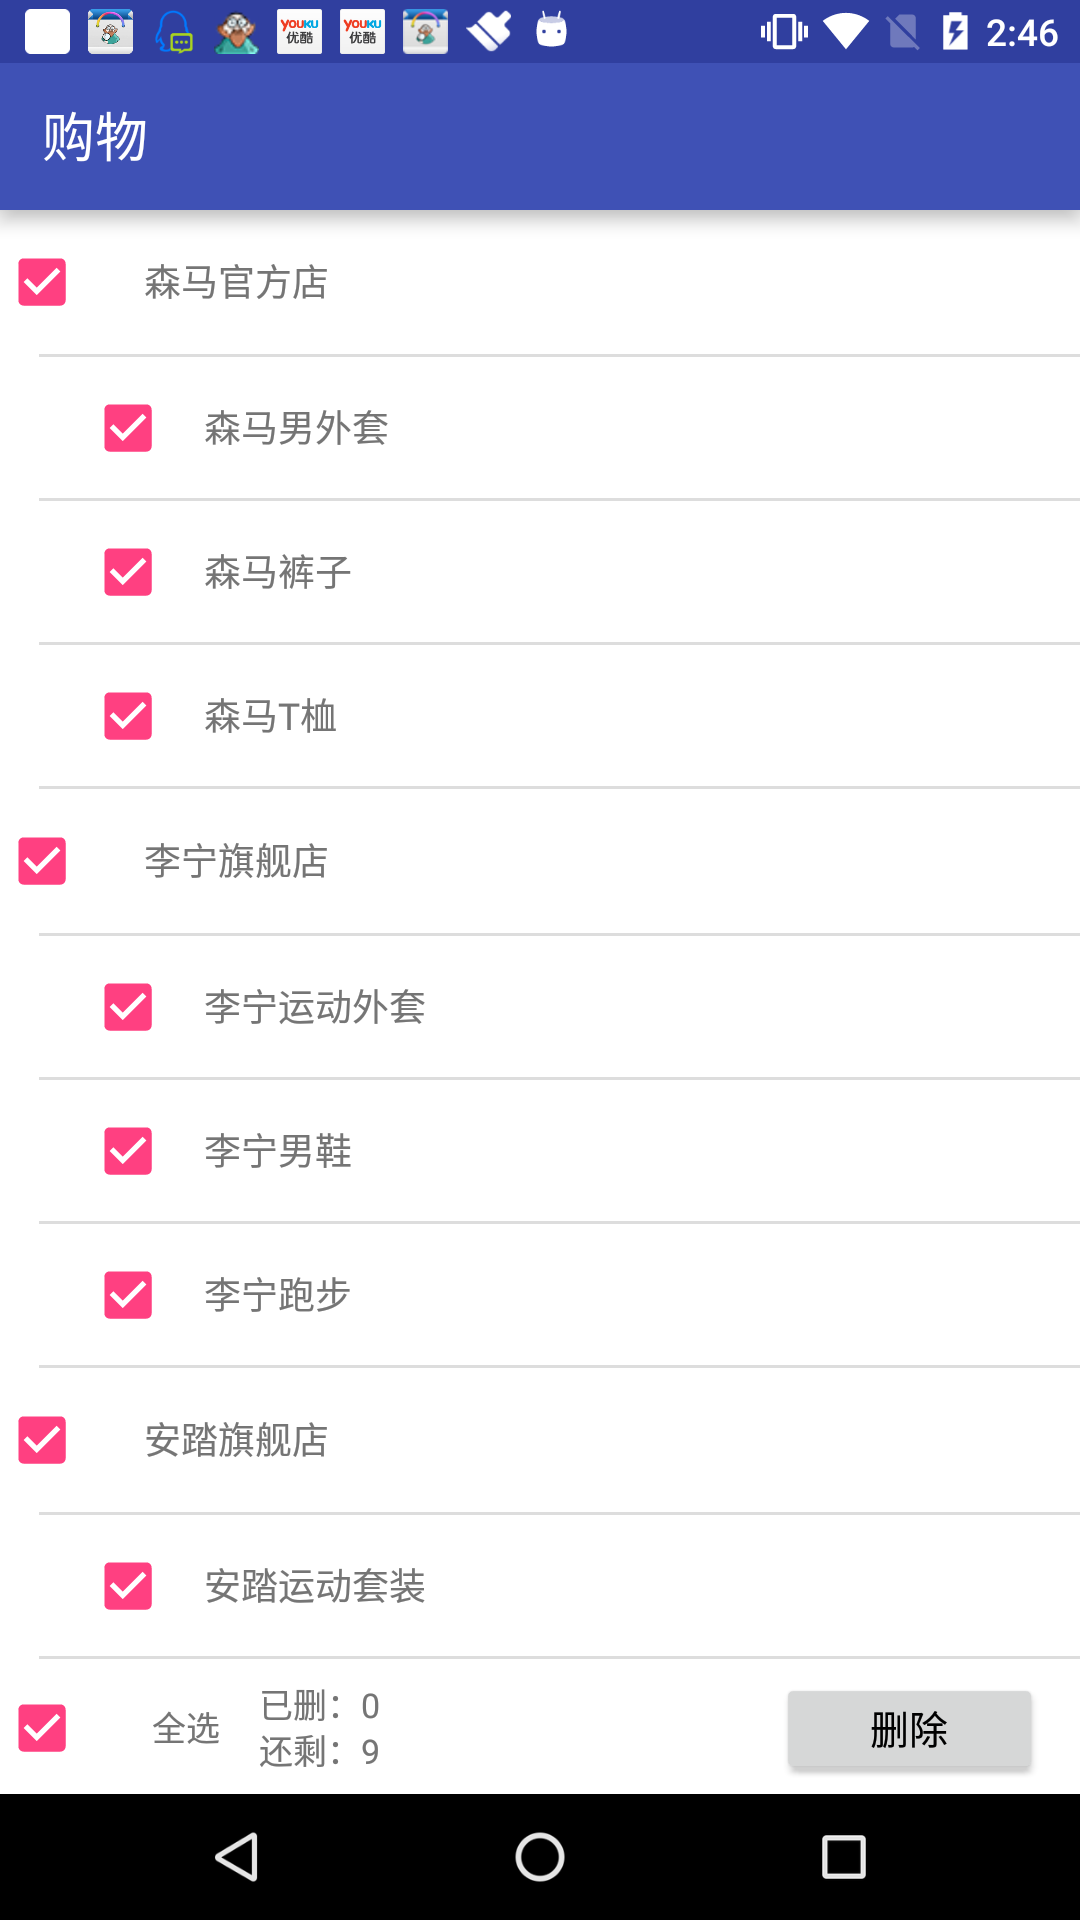 YOUKU
优酷
YOUKU
优酷
2:46
购物
森马官方店
森马男外套
森马裤子
森马T桖
李宁旗舰店
李宁运动外套
李宁男鞋
李宁跑步
安踏旗舰店
安踏运动套装
全选
已删：0
还剩：9
删除